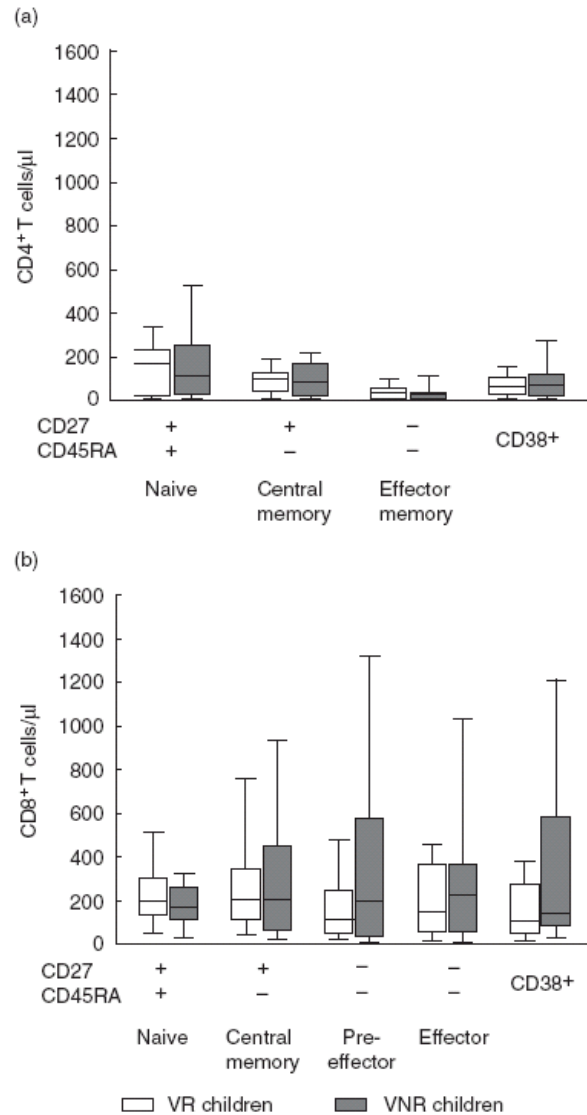 (a)
1600
1400
1200
1000
800
600
400
200
0
CD4+ T cells/μl
CD27 + + −
CD45RA + − − CD38+
Naive Central memory Effector memory
(b)
1600
1400
1200
1000
800
600
400
200
0
CD8+ T cells/μl
CD27 + + − −
CD45RA + − − − CD38+
Naive Central memory Pre-effector Effector
VR children VNR children